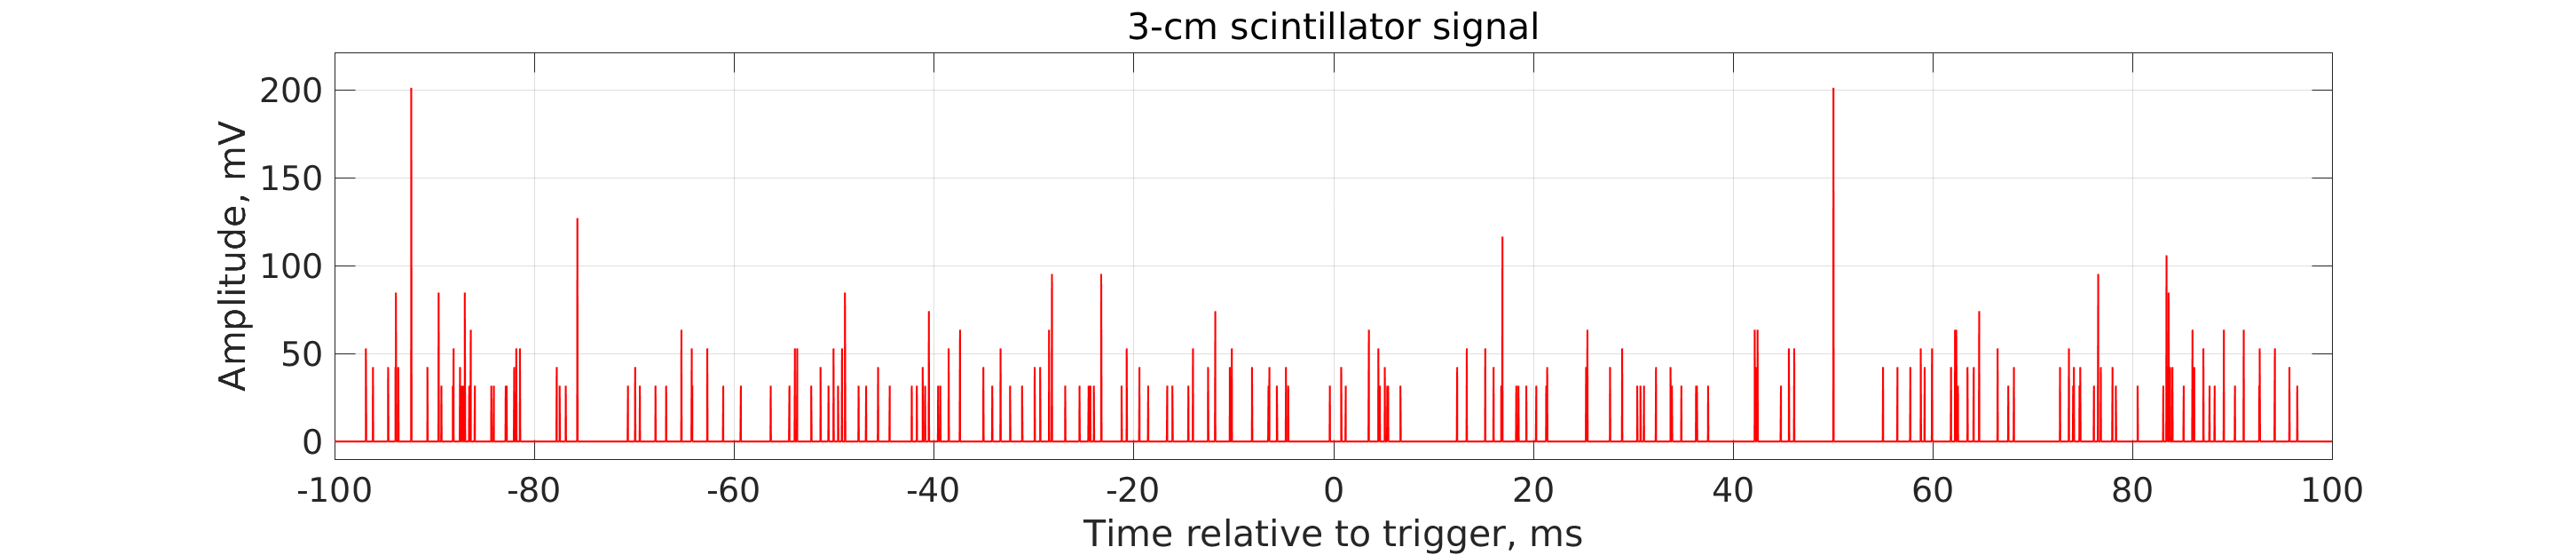 3-cm scintillator signal
Amplitude, mV
200
150
100
50
0
-100 -80 -60 -40 -20 0 20 40 60 80 100
Time relative to trigger, ms